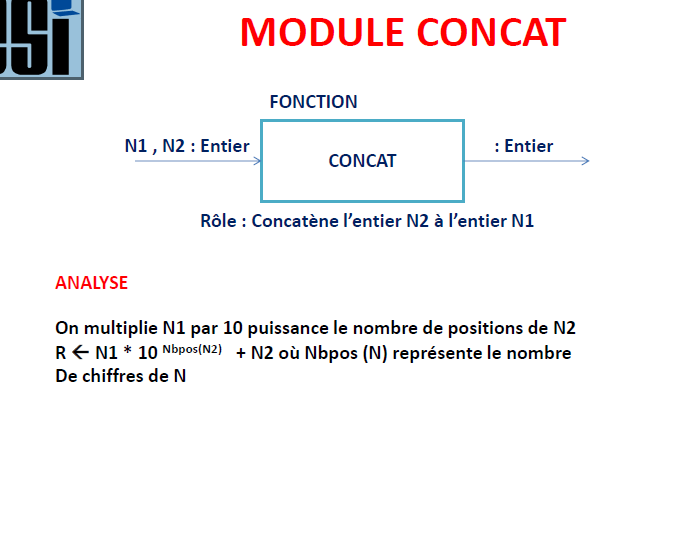 MODULE CONCAT
FONCTION
N1 , N2 : Entier
CONCAT
: Entier
Rôle : Concatène l’entier N2 à l’entier N1
ANALYSE
On multiplie N1 par 10 puissance le nombre de positions de N2
R ← N1 * 10 Nbpos(N2) + N2 où Nbpos (N) représente le nombre
De chiffres de N